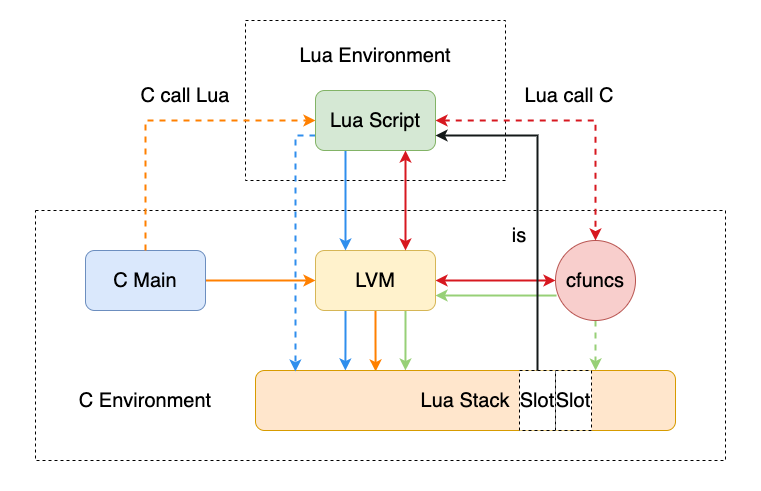 Lua Environment
C call Lua
Lua call C
Lua Script
is
C Main
LVM
cfuncs
C Environment
Lua Stack
Slot
Slot